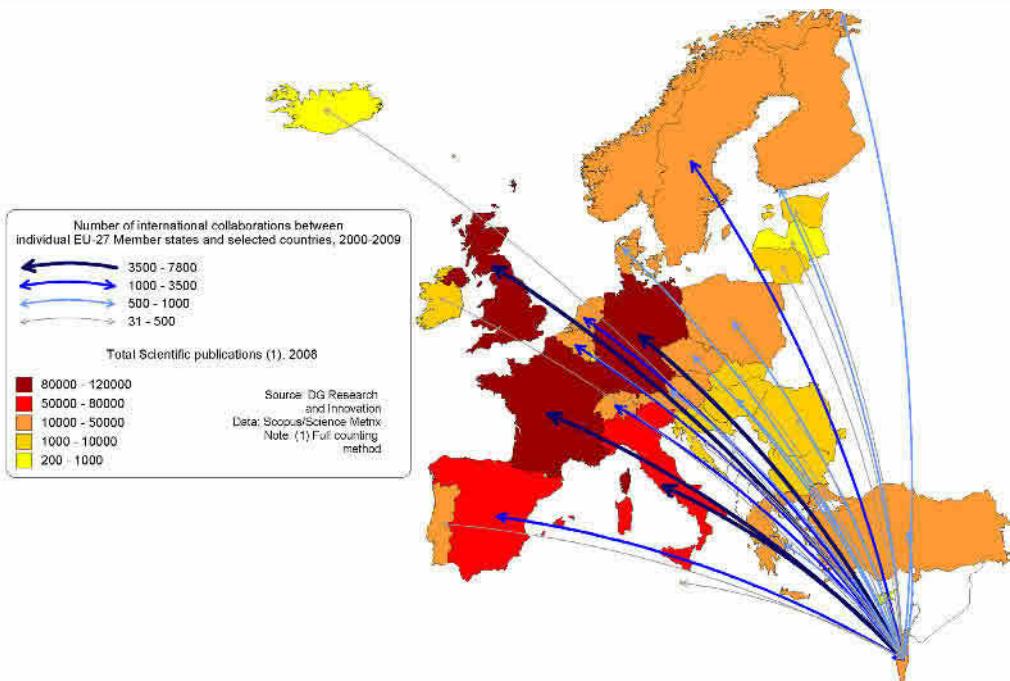 Number of international collaborations between
individual EU-27 Member states and selected countries, 2000-2009
3500 - 7800
1000 - 3500
500 - 1000
31 - 500
Total Scientific publications (1), 2008
80000 - 120000
50000 - 80000
10000 - 50000
1000 - 10000
200 - 1000
Source: DG Research
and Innovation
Data: Scopus/Science Metrix
Note: (1) Full counting
method